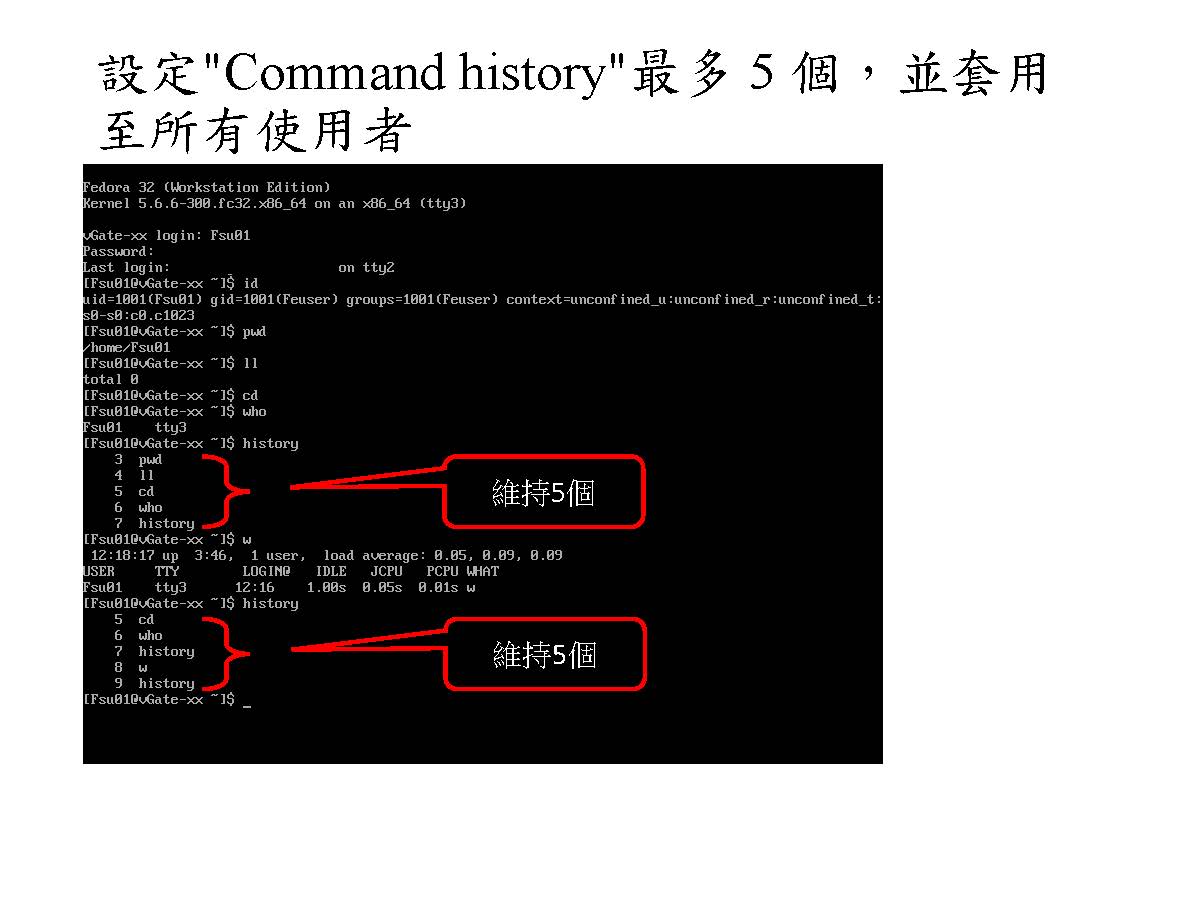 設定"Command history"最多 5 個，並套用
至所有使用者
Fedora 32 (Workstation Edition)
Kernel 5.6.6-300.fc32.x86_64 on an x86_64 (tty3)
vGate-xx login: Fsu01
Password:
Last login: on tty2
[Fsu01@vGate-xx ~]$ id
uid=1001(Fsu01) gid=1001(Feuser) groups=1001(Feuser) context=unconfined_u:unconfined_r:unconfined_t:
s0-s0:c0.c1023
[Fsu01@vGate-xx ~]$ pwd
/home/Fsu01
[Fsu01@vGate-xx ~]$ ll
total 0
[Fsu01@vGate-xx ~]$ cd
[Fsu01@vGate-xx ~]$ who
Fsu01 tty3
[Fsu01@vGate-xx ~]$ history
3 pwd
4 ll
5 cd
6 who
7 history
維持5個
[Fsu01@vGate-xx ~]$ w
12:18:17 up 3:46, 1 user, load average: 0.05, 0.09, 0.09
USER TTY LOGIN@ IDLE JCPU PCPU WHAT
Fsu01 tty3 12:16 1.00s 0.05s 0.01s w
[Fsu01@vGate-xx ~]$ history
5 cd
6 who
7 history
8 w
9 history
維持5個
[Fsu01@vGate-xx ~]$ _